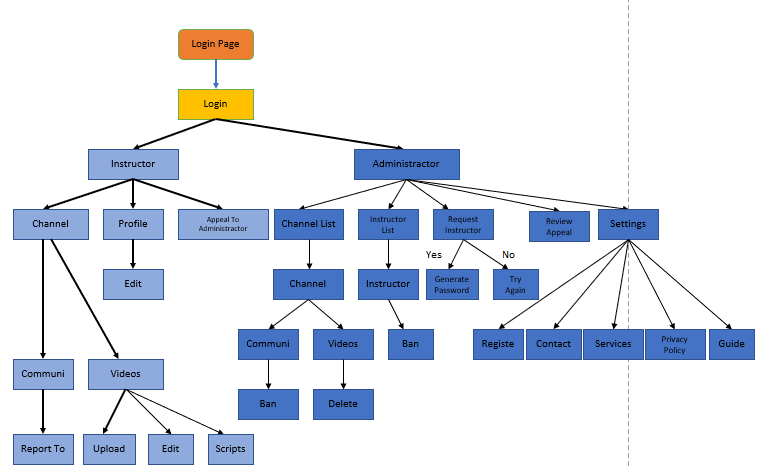 Login Page
Login
Instructor
Administractor
Channel
Profile
Appeal To
Administractor
Channel List
Instructor
List
Request
Instructor
Review
Appeal
Settings
Yes
No
Edit
Channel
Instructor
Generate
Password
Try
Again
Communi
Videos
Ban
Registe
Contact
Services
Privacy
Policy
Guide
Communi
Videos
Ban
Delete
Report To
Upload
Edit
Scripts